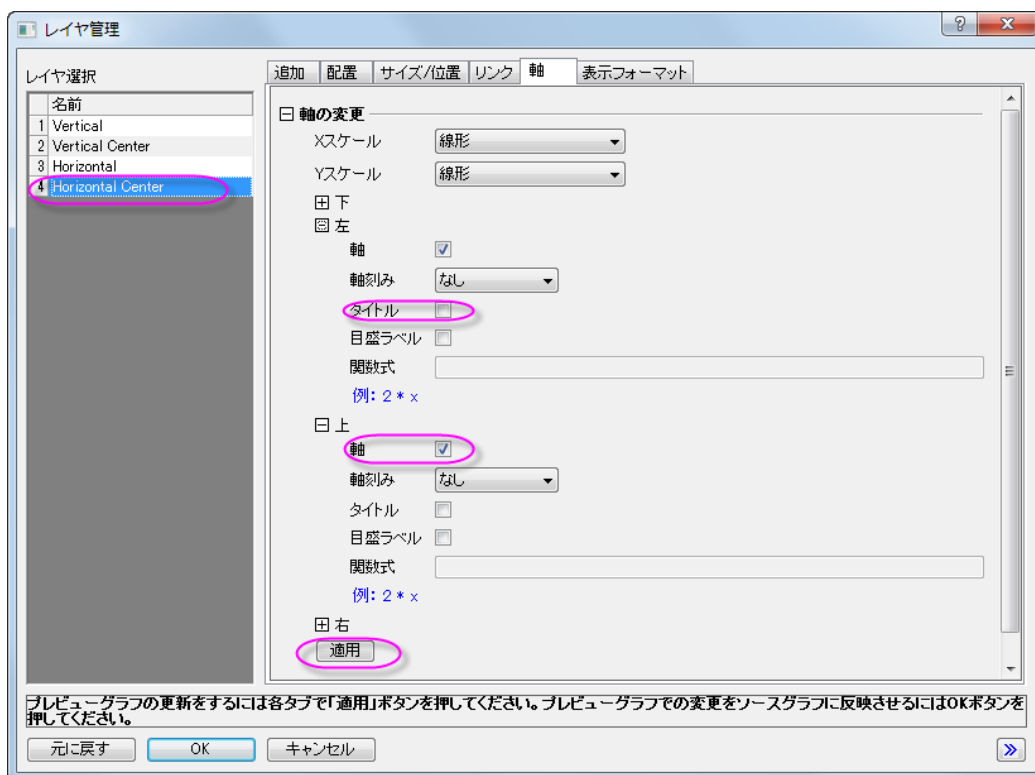 レイヤ管理
レイヤ選択
名前
1 Vertical
2 Vertical Center
3 Horizontal
4 Horizontal Center
追加 配置 サイズ/位置 リンク 軸 表示フォーマット
軸の変更
Xスケール 線形
Yスケール 線形
下
左
軸
軸刻み なし
タイトル
目盛ラベル
関数式
例: 2 * x
上
軸
軸刻み なし
タイトル
目盛ラベル
関数式
例: 2 * x
右
適用
プレビューグラフの更新をするには各タブで「適用」ボタンを押してください。プレビューグラフでの変更をソースグラフに反映させるにはOKボタンを
押してください。
元に戻す OK キャンセル